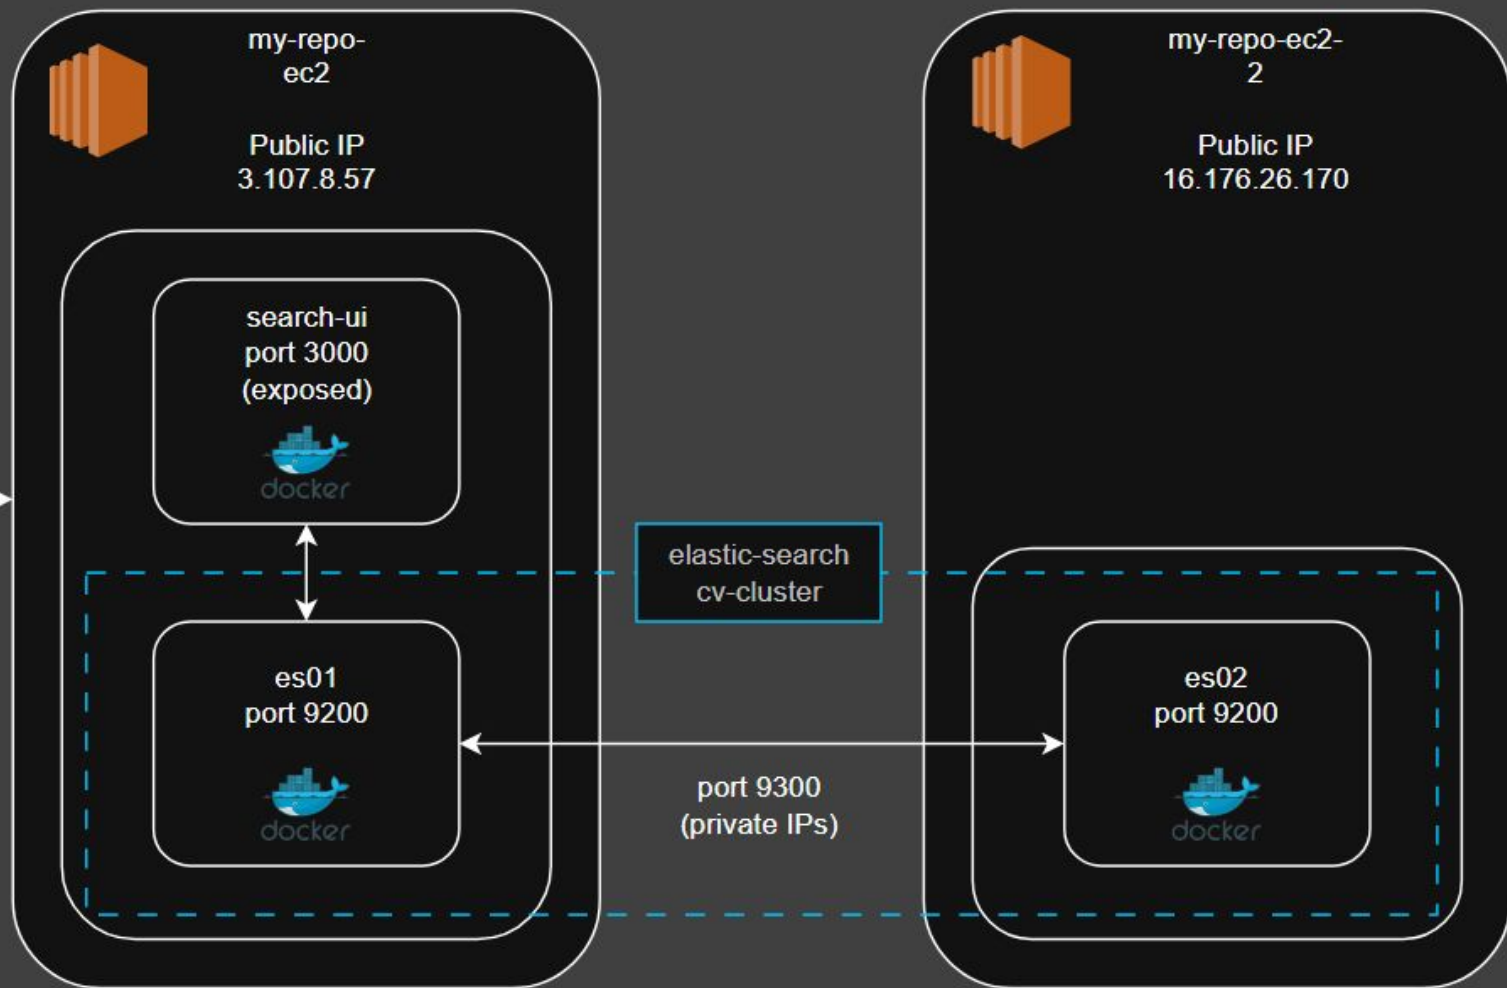 my-repo-
ec2
Public IP
3.107.8.57
search-ui
port 3000
(exposed)
docker
es01
port 9200
docker
elastic-search
cv-cluster
port 9300
(private IPs)
my-repo-ec2-
2
Public IP
16.176.26.170
es02
port 9200
docker